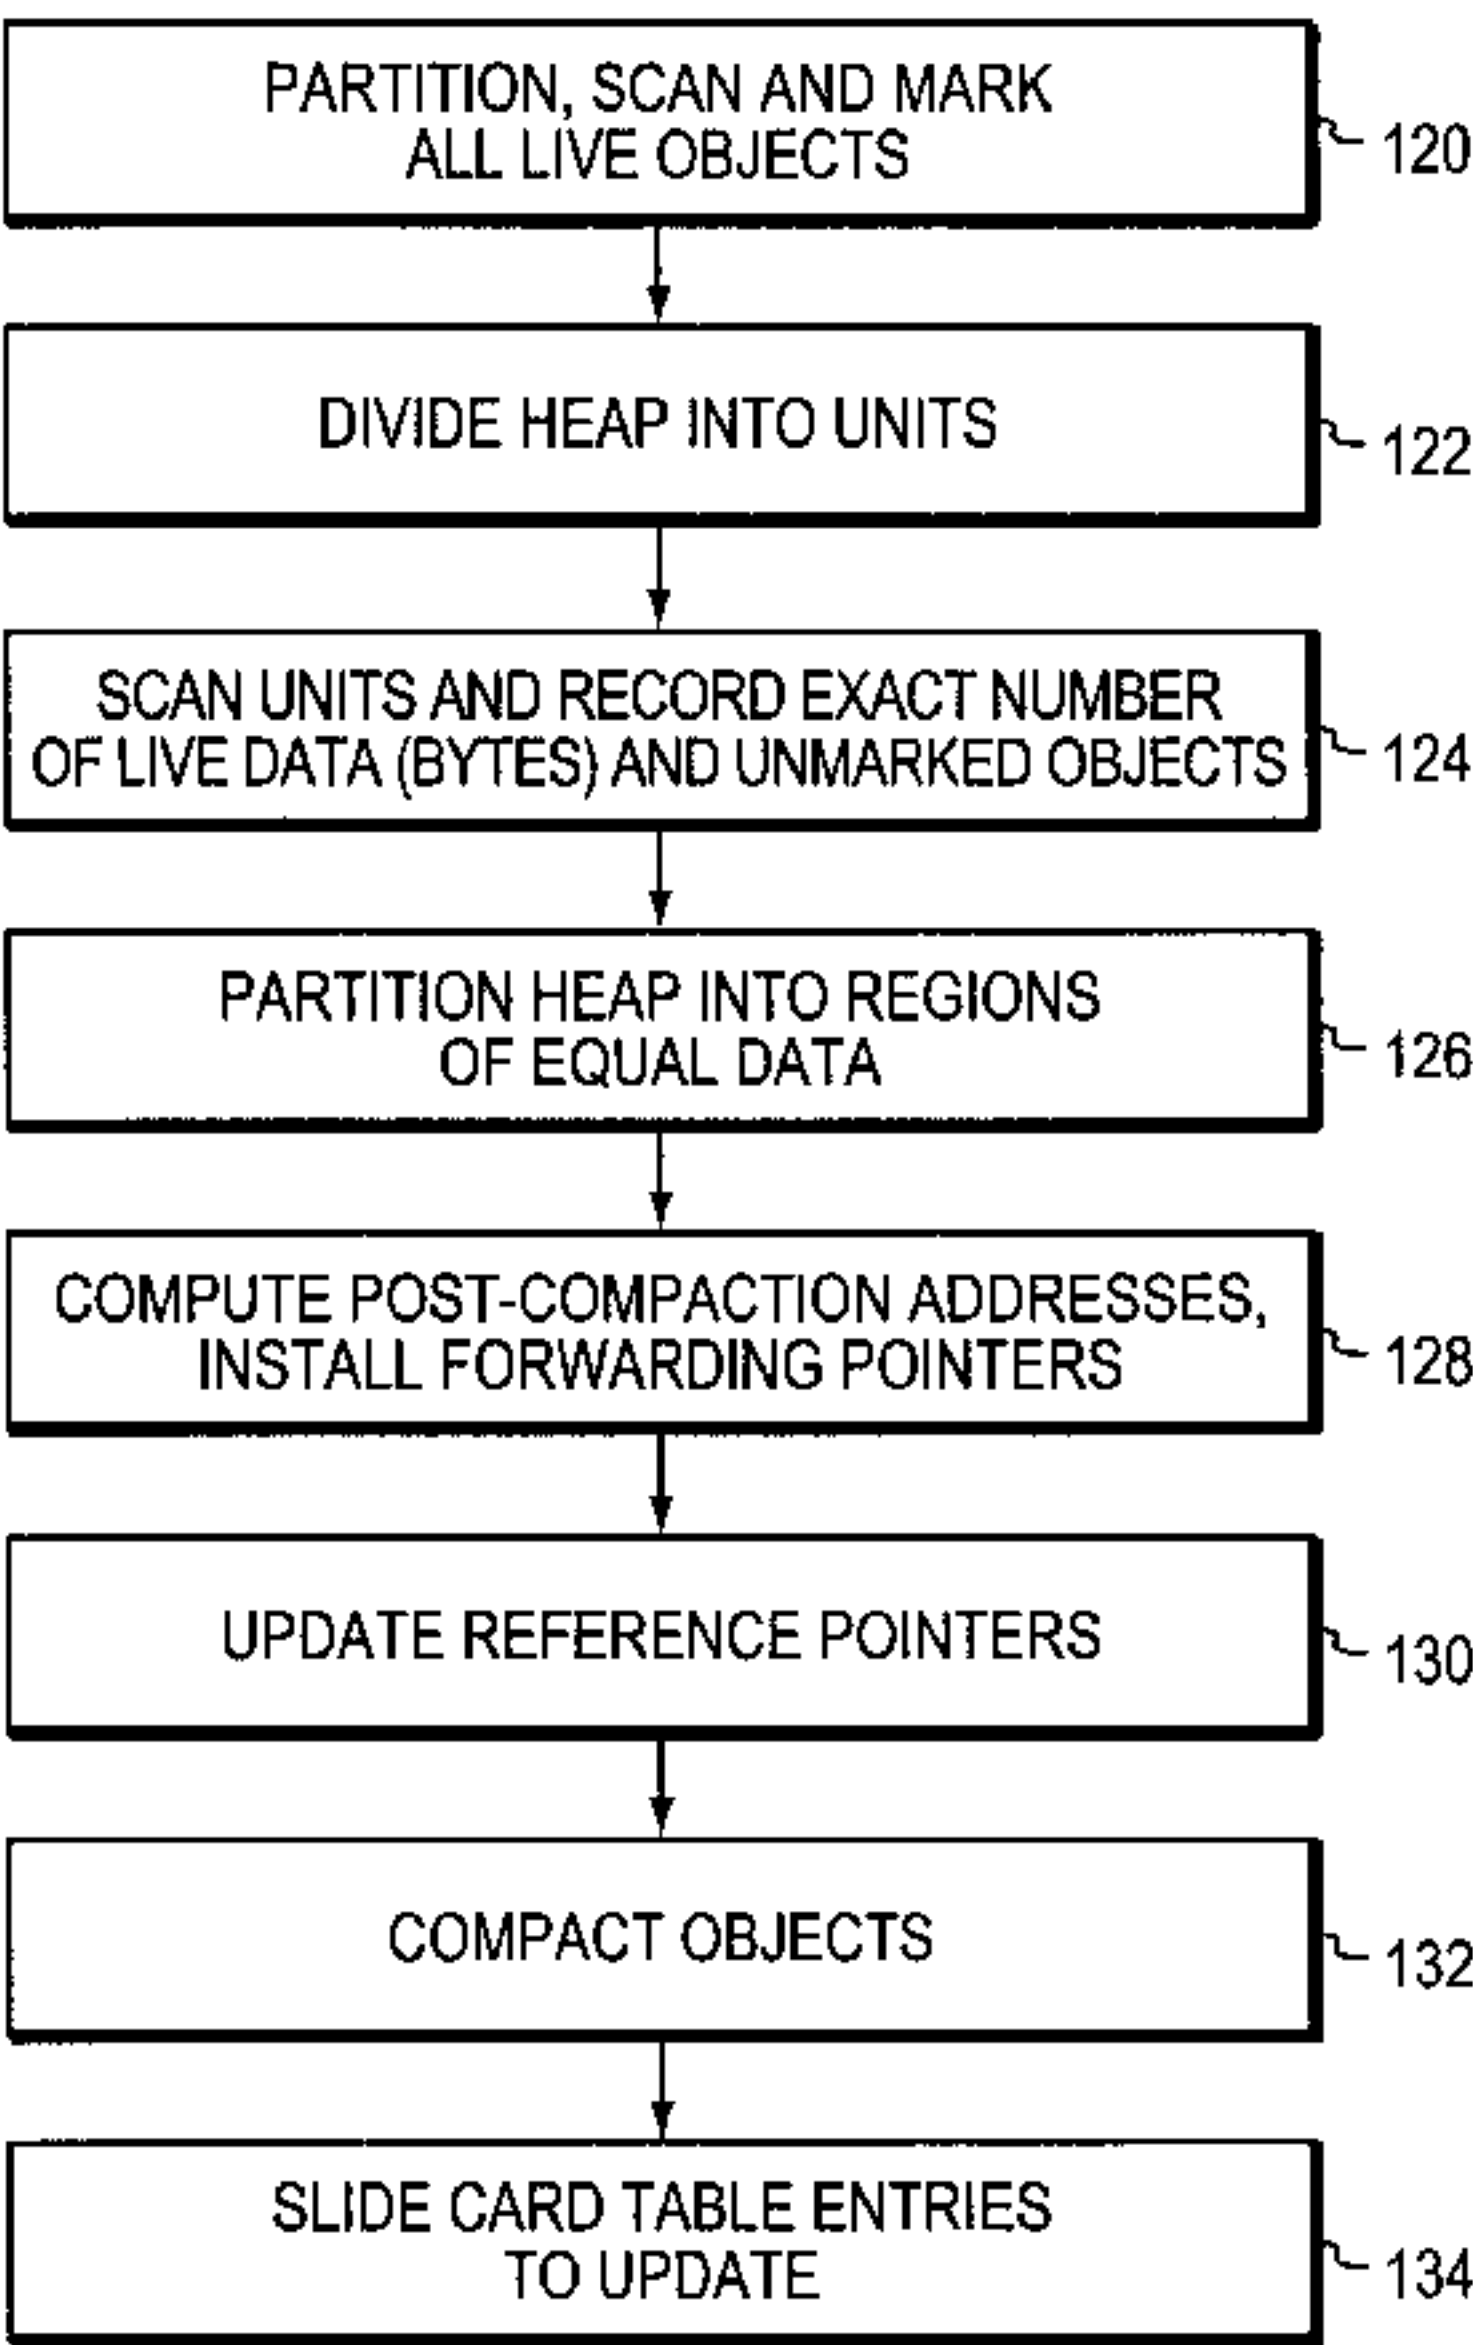 PARTITION, SCAN AND MARK
ALL LIVE OBJECTS
120
DIVIDE HEAP INTO UNITS
122
SCAN UNITS AND RECORD EXACT NUMBER
OF LIVE DATA (BYTES) AND UNMARKED OBJECTS
124
PARTITION HEAP INTO REGIONS
OF EQUAL DATA
126
COMPUTE POST-COMPACTION ADDRESSES,
INSTALL FORWARDING POINTERS
128
UPDATE REFERENCE POINTERS
130
COMPACT OBJECTS
132
SLIDE CARD TABLE ENTRIES
TO UPDATE
134